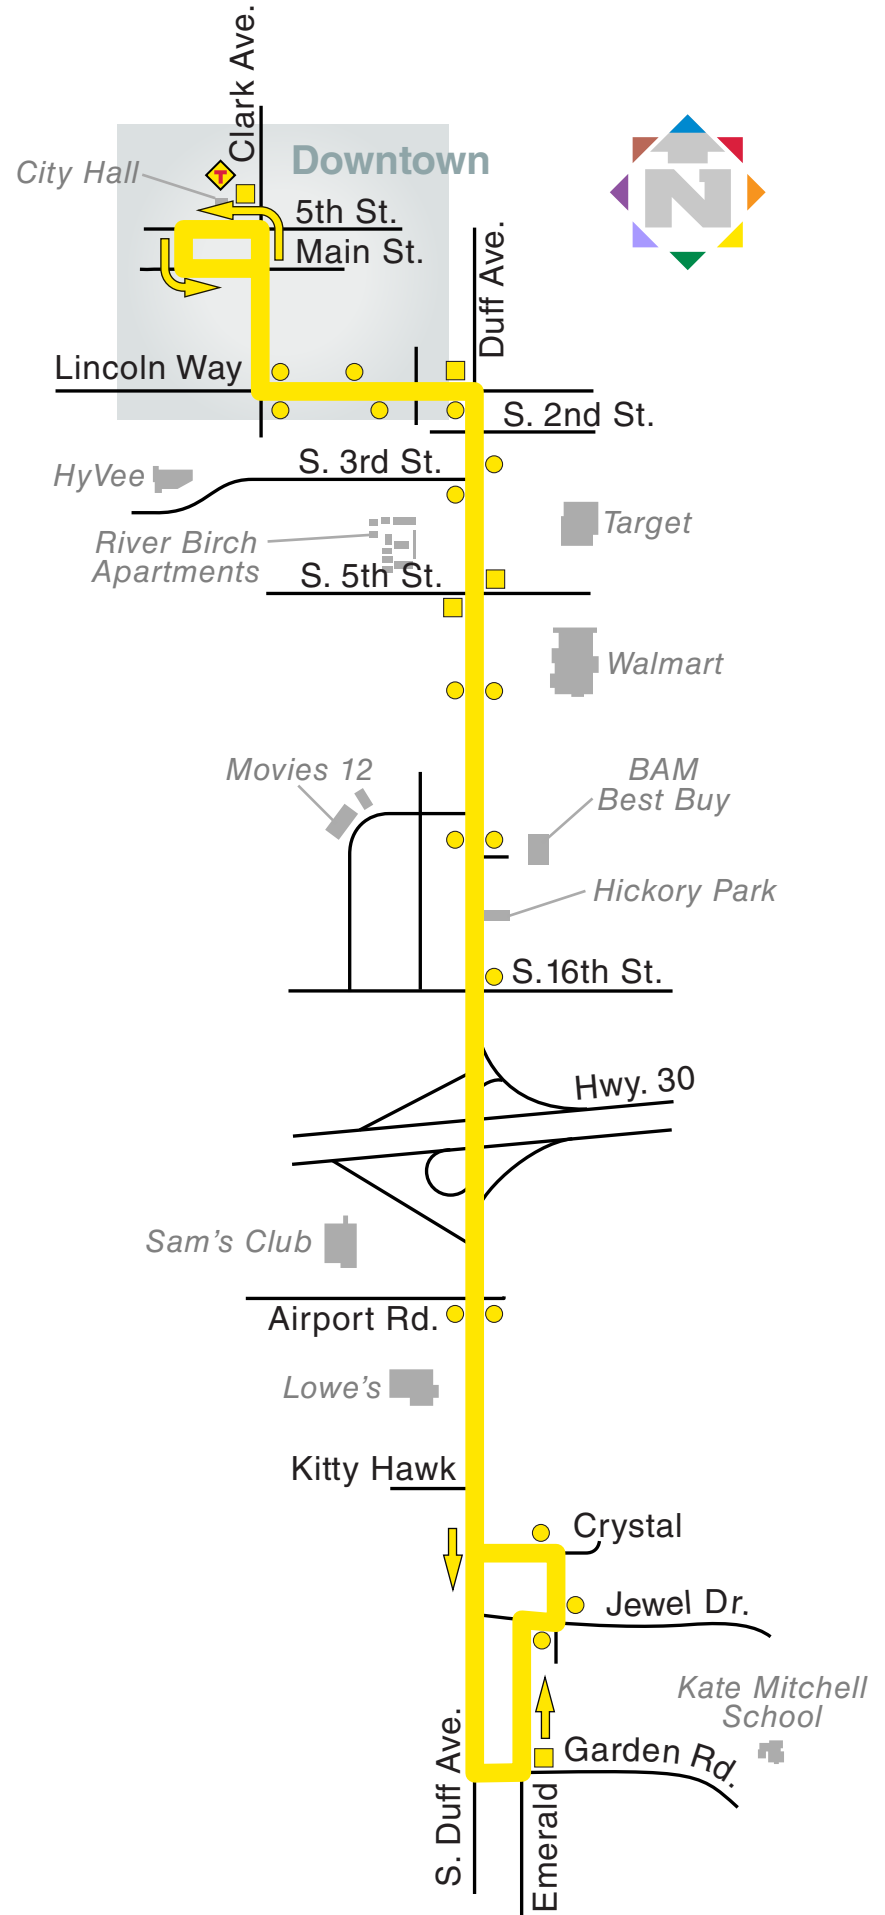 Clark Ave.
Downtown
City Hall
T
N
5th St.
Main St.
Duff Ave.
Lincoln Way
S. 2nd St.
S. 3rd St.
HyVee
Target
River Birch
Apartments
S. 5th St.
Walmart
Movies 12
BAM
Best Buy
Hickory Park
S.16th St.
Hwy. 30
Sam's Club
Airport Rd.
Lowe's
Kitty Hawk
Crystal
Jewel Dr.
Kate Mitchell
School
Garden Rd.
S. Duff Ave.
Emerald